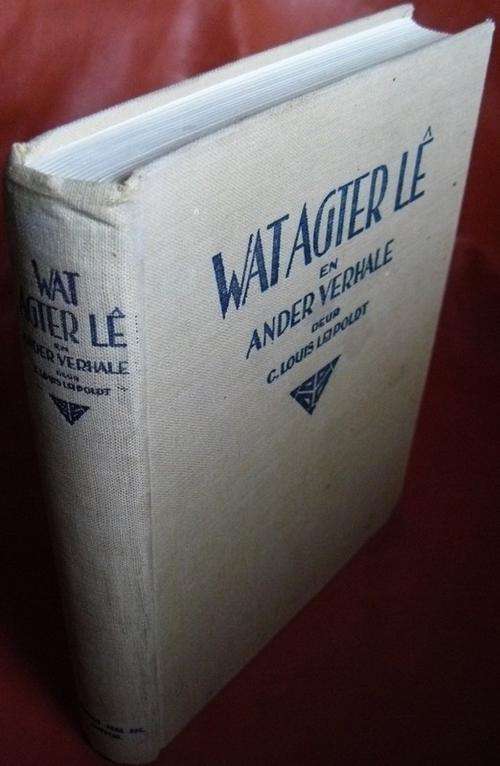 WAT AGTER LÊ
EN
ANDER VERHALE
DEUR
C. LOUIS LEIPOLDT
WAT
AGTER LÊ
EN
ANDER VERHALE
DEUR
C. LOUIS LEIPOLDT